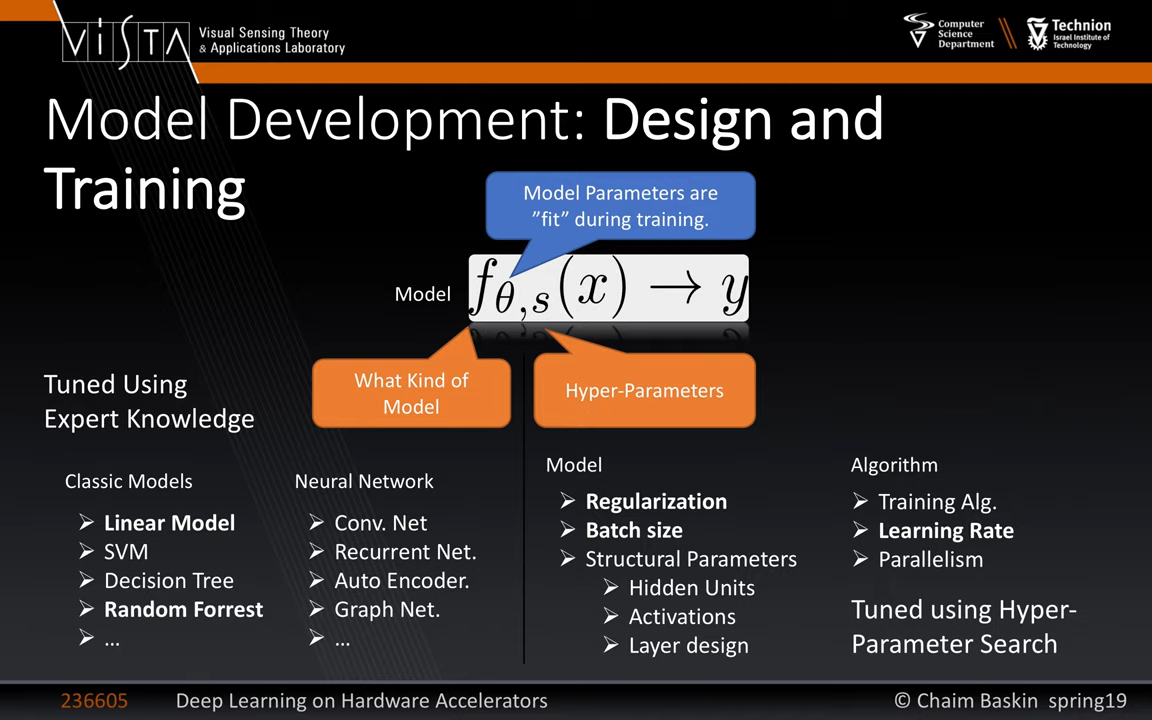 ViSTA
Visual Sensing Theory
& Applications Laboratory
Computer
Science
Department
Technion
Israel Institute of
Technology
Model Development: Design and
Training
Model Parameters are
”fit” during training.
Model
f_{θ,s}(x) → y
What Kind of
Model
Hyper-Parameters
Tuned Using
Expert Knowledge
Classic Models
➢ Linear Model
➢ SVM
➢ Decision Tree
➢ Random Forrest
➢ ...
Neural Network
➢ Conv. Net
➢ Recurrent Net.
➢ Auto Encoder.
➢ Graph Net.
➢ ...
Model
➢ Regularization
➢ Batch size
➢ Structural Parameters
➢ Hidden Units
➢ Activations
➢ Layer design
Algorithm
➢ Training Alg.
➢ Learning Rate
➢ Parallelism
Tuned using Hyper-
Parameter Search
236605
Deep Learning on Hardware Accelerators
© Chaim Baskin spring19